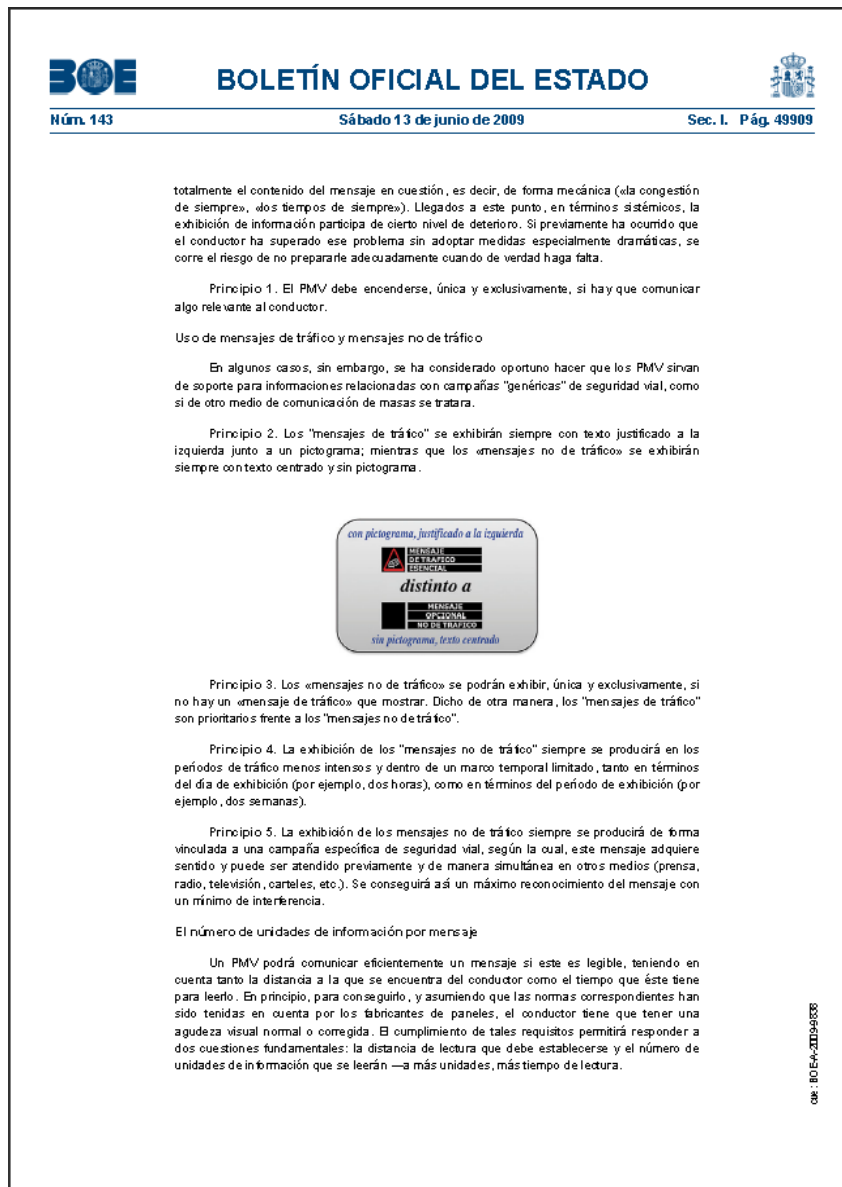 BOE
BOLETÍN OFICIAL DEL ESTADO
Núm. 143
Sábado 13 de junio de 2009
Sec. I. Pág. 49909
totalmente el contenido del mensaje en cuestión, es decir, de forma mecánica («la congestión
de siempre», «los tiempos de siempre»). Llegados a este punto, en términos sistémicos, la
exhibición de información participa de cierto nivel de deterioro. Si previamente ha ocurrido que
el conductor ha superado ese problema sin adoptar medidas especialmente dramáticas, se
corre el riesgo de no prepararle adecuadamente cuando de verdad haga falta.
Principio 1. El PMV debe encenderse, única y exclusivamente, si hay que comunicar
algo relevante al conductor.
Uso de mensajes de tráfico y mensajes no de tráfico
En algunos casos, sin embargo, se ha considerado oportuno hacer que los PMV sirvan
de soporte para informaciones relacionadas con campañas "genéricas" de seguridad vial, como
si de otro medio de comunicación de masas se tratara.
Principio 2. Los "mensajes de tráfico" se exhibirán siempre con texto justificado a la
izquierda junto a un pictograma; mientras que los «mensajes no de tráfico» se exhibirán
siempre con texto centrado y sin pictograma.
con pictograma, justificado a la izquierda
MENSAJE
DE TRAFICO
ESENCIAL
distinto a
MENSAJE
OPCIONAL
NO DE TRAFICO
sin pictograma, texto centrado
Principio 3. Los «mensajes no de tráfico» se podrán exhibir, única y exclusivamente, si
no hay un «mensaje de tráfico» que mostrar. Dicho de otra manera, los "mensajes de tráfico"
son prioritarios frente a los "mensajes no de tráfico".
Principio 4. La exhibición de los "mensajes no de tráfico" siempre se producirá en los
períodos de tráfico menos intensos y dentro de un marco temporal limitado, tanto en términos
del día de exhibición (por ejemplo, dos horas), como en términos del período de exhibición (por
ejemplo, dos semanas).
Principio 5. La exhibición de los mensajes no de tráfico siempre se producirá de forma
vinculada a una campaña específica de seguridad vial, según la cual, este mensaje adquiere
sentido y puede ser atendido previamente y de manera simultánea en otros medios (prensa,
radio, televisión, carteles, etc.). Se conseguirá así un máximo reconocimiento del mensaje con
un mínimo de interferencia.
El número de unidades de información por mensaje
Un PMV podrá comunicar eficientemente un mensaje si este es legible, teniendo en
cuenta tanto la distancia a la que se encuentra del conductor como el tiempo que éste tiene
para leerlo. En principio, para conseguirlo, y asumiendo que las normas correspondientes han
sido tenidas en cuenta por los fabricantes de paneles, el conductor tiene que tener una
agudeza visual normal o corregida. El cumplimiento de tales requisitos permitirá responder a
dos cuestiones fundamentales: la distancia de lectura que debe establecerse y el número de
unidades de información que se leerán —a más unidades, más tiempo de lectura.
cve: BOE-A-2009-9838